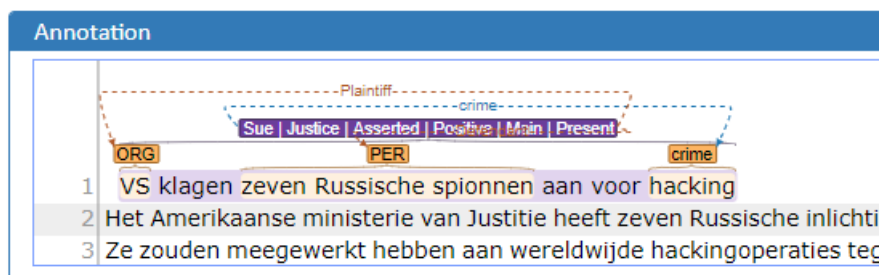 Annotation
Plaintiff
crime
Sue | Justice | Asserted | Positive | Main | Present
ORG PER crime
1 VS klagen zeven Russische spionnen aan voor hacking
2 Het Amerikaanse ministerie van Justitie heeft zeven Russische inlichti
3 Ze zouden meegewerkt hebben aan wereldwijde hackingoperaties teg